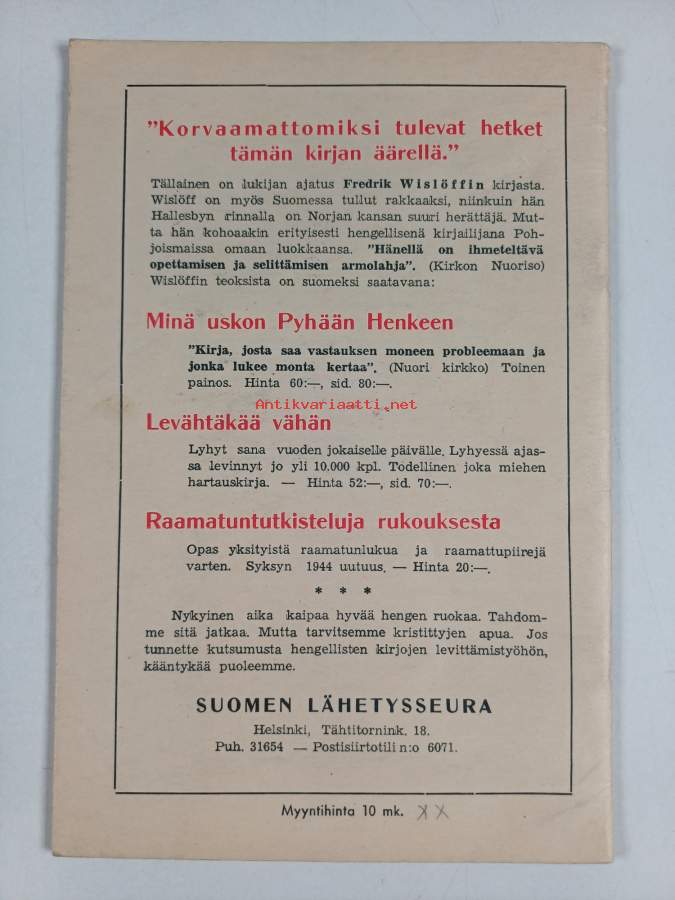 "Korvaamattomiksi tulevat hetket
tämän kirjan äärellä."
Tällainen on lukijan ajatus Fredrik Wislöffin kirjasta.
Wislöff on myös Suomessa tullut rakkaaksi, niinkuin hän
Hallesbyn rinnalla on Norjan kansan suuri herättäjä. Mut-
ta hän kohoaakin erityisesti hengellisenä kirjailijana Poh-
joismaissa omaan luokkaansa. "Hänellä on ihmeteltävä
opettamisen ja selittämisen armolahja". (Kirkon Nuoriso)
Wislöffin teoksista on suomeksi saatavana:
Minä uskon Pyhään Henkeen
"Kirja, josta saa vastauksen moneen probleemaan ja
jonka lukee monta kertaa". (Nuori kirkko) Toinen
painos. Hinta 60:—, sid. 80:—.
Antikvariaatti.net
Levähtäkää vähän
Lyhyt sana vuoden jokaiselle päivälle. Lyhyessä ajas-
sa levinnyt jo yli 10.000 kpl. Todellinen joka miehen
hartauskirja. — Hinta 52:—, sid. 70:—.
Raamatuntutkisteluja rukouksesta
Opas yksityistä raamatunlukua ja raamattupiirejä
varten. Syksyn 1944 uutuus. — Hinta 20:—.
* * *
Nykyinen aika kaipaa hyvää hengen ruokaa. Tahdom-
me sitä jatkaa. Mutta tarvitsemme kristittyjen apua. Jos
tunnette kutsumusta hengellisten kirjojen levittämistyöhön,
kääntykää puoleemme.
SUOMEN LÄHETYSSEURA
Helsinki, Tähtitornink. 18.
Puh. 31654 — Postisiirtotili n:o 6071.
Myyntihinta 10 mk. XX